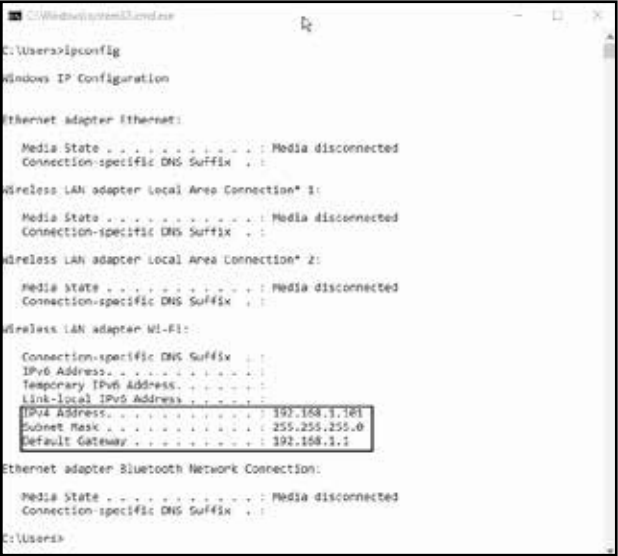 C:\Windows\system32\cmd.exe
C:\Users>ipconfig
Windows IP Configuration
Ethernet adapter Ethernet:
Media State . . . . . . . . . . . : Media disconnected
Connection-specific DNS Suffix . :
Wireless LAN adapter Local Area Connection* 1:
Media State . . . . . . . . . . . : Media disconnected
Connection-specific DNS Suffix . :
Wireless LAN adapter Local Area Connection* 2:
Media State . . . . . . . . . . . : Media disconnected
Connection-specific DNS Suffix . :
Wireless LAN adapter Wi-Fi:
Connection-specific DNS Suffix . :
IPv6 Address. . . . . . . . . . . :
Temporary IPv6 Address. . . . . . :
Link-local IPv6 Address . . . . . :
IPv4 Address. . . . . . . . . . . : 192.168.1.101
Subnet Mask . . . . . . . . . . . : 255.255.255.0
Default Gateway . . . . . . . . . : 192.168.1.1
Ethernet adapter Bluetooth Network Connection:
Media State . . . . . . . . . . . : Media disconnected
Connection-specific DNS Suffix . :
C:\Users>